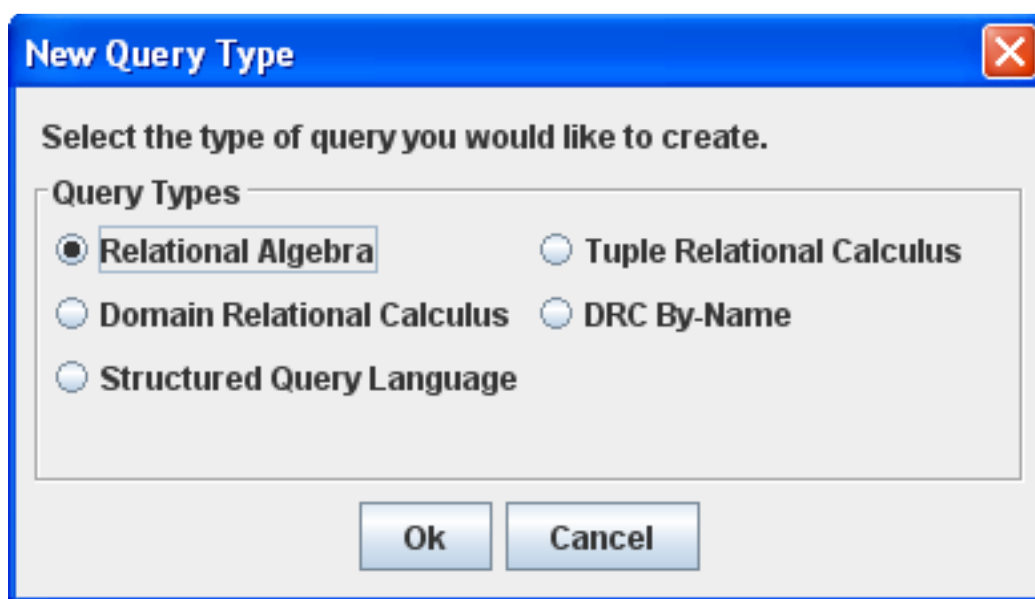 New Query Type
Select the type of query you would like to create.
Query Types
Relational Algebra
Tuple Relational Calculus
Domain Relational Calculus
DRC By-Name
Structured Query Language
Ok
Cancel